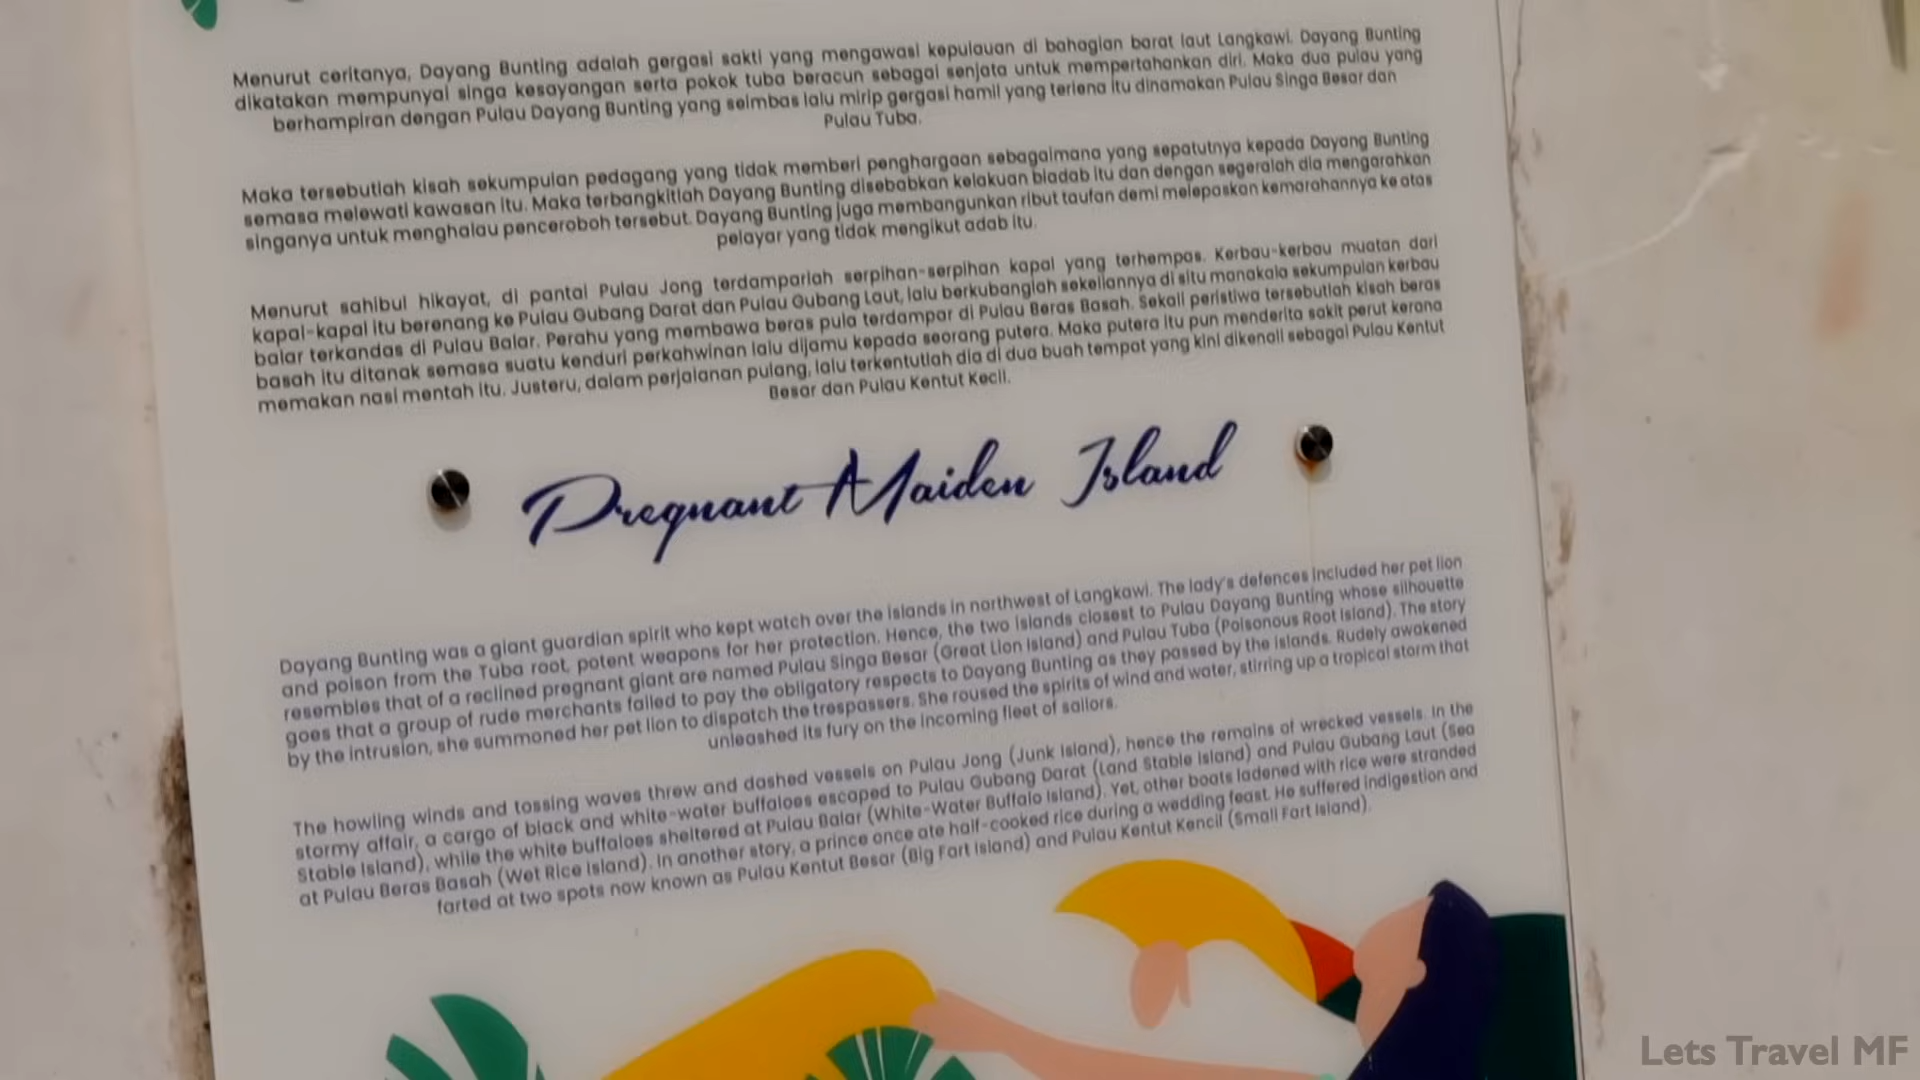 Menurut ceritanya, Dayang Bunting adalah gergasi sakti yang mengawasi kepulauan di bahagian barat laut Langkawi. Dayang Bunting
dikatakan mempunyai singa kesayangan serta pokok tuba beracun sebagai senjata untuk mempertahankan diri. Maka dua pulau yang
berhampiran dengan Pulau Dayang Bunting yang seimbas lalu mirip gergasi hamil yang terlena itu dinamakan Pulau Singa Besar dan
Pulau Tuba.
Maka tersebutlah kisah sekumpulan pedagang yang tidak memberi penghargaan sebagaimana yang sepatutnya kepada Dayang Bunting
semasa melewati kawasan itu. Maka terbangkitlah Dayang Bunting disebabkan kelakuan biadab itu dan dengan segeralah dia mengarahkan
singanya untuk menghalau penceroboh tersebut. Dayang Bunting juga membangunkan ribut taufan demi melepaskan kemarahannya ke atas
pelayar yang tidak mengikut adab itu.
Menurut sahibul hikayat, di pantai Pulau Jong terdamparlah serpihan-serpihan kapal yang terhempas. Kerbau-kerbau muatan dari
kapal-kapal itu berenang ke Pulau Gubang Darat dan Pulau Gubang Laut, lalu berkubanglah sekeliannya di situ manakala sekumpulan kerbau
balar terkandas di Pulau Balar. Perahu yang membawa beras pula terdampar di Pulau Beras Basah. Sekali peristiwa tersebutlah kisah beras
basah itu ditanak semasa suatu kenduri perkahwinan lalu dijamu kepada seorang putera. Maka putera itu pun menderita sakit perut kerana
memakan nasi mentah itu. Justeru, dalam perjalanan pulang, lalu terkentutlah dia di dua buah tempat yang kini dikenali sebagai Pulau Kentut
Besar dan Pulau Kentut Kecil.
Pregnant Maiden Island
Dayang Bunting was a giant guardian spirit who kept watch over the islands in northwest of Langkawi. The lady's defences included her pet lion
and poison from the Tuba root, potent weapons for her protection. Hence, the two islands closest to Pulau Dayang Bunting whose silhouette
resembles that of a reclined pregnant giant are named Pulau Singa Besar (Great Lion Island) and Pulau Tuba (Poisonous Root Island). The story
goes that a group of rude merchants failed to pay the obligatory respects to Dayang Bunting as they passed by the islands. Rudely awakened
by the intrusion, she summoned her pet lion to dispatch the trespassers. She roused the spirits of wind and water, stirring up a tropical storm that
unleashed its fury on the incoming fleet of sailors.
The howling winds and tossing waves threw and dashed vessels on Pulau Jong (Junk Island), hence the remains of wrecked vessels. In the
stormy affair, a cargo of black and white-water buffaloes escaped to Pulau Gubang Darat (Land Stable Island) and Pulau Gubang Laut (Sea
Stable Island), while the white buffaloes sheltered at Pulau Balar (White-Water Buffalo Island). Yet, other boats ladened with rice were stranded
at Pulau Beras Basah (Wet Rice Island). In another story, a prince once ate half-cooked rice during a wedding feast. He suffered indigestion and
farted at two spots now known as Pulau Kentut Besar (Big Fart Island) and Pulau Kentut Kencil (Small Fart Island).
Lets Travel MF